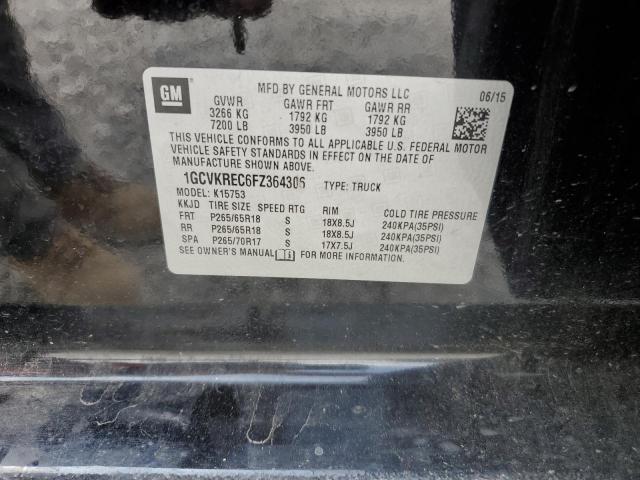 GM
MFD BY GENERAL MOTORS LLC
06/15
GVWR GAWR FRT GAWR RR
3266 KG 1792 KG 1792 KG
7200 LB 3950 LB 3950 LB
THIS VEHICLE CONFORMS TO ALL APPLICABLE U.S. FEDERAL MOTOR
VEHICLE SAFETY STANDARDS IN EFFECT ON THE DATE OF
MANUFACTURE SHOWN ABOVE.
1GCVKREC6FZ364306 TYPE: TRUCK
MODEL: K15753
KKJD TIRE SIZE SPEED RTG RIM COLD TIRE PRESSURE
FRT P265/65R18 S 18X8.5J 240KPA(35PSI)
RR P265/65R18 S 18X8.5J 240KPA(35PSI)
SPA P265/70R17 S 17X7.5J 240KPA(35PSI)
SEE OWNER'S MANUAL FOR MORE INFORMATION.